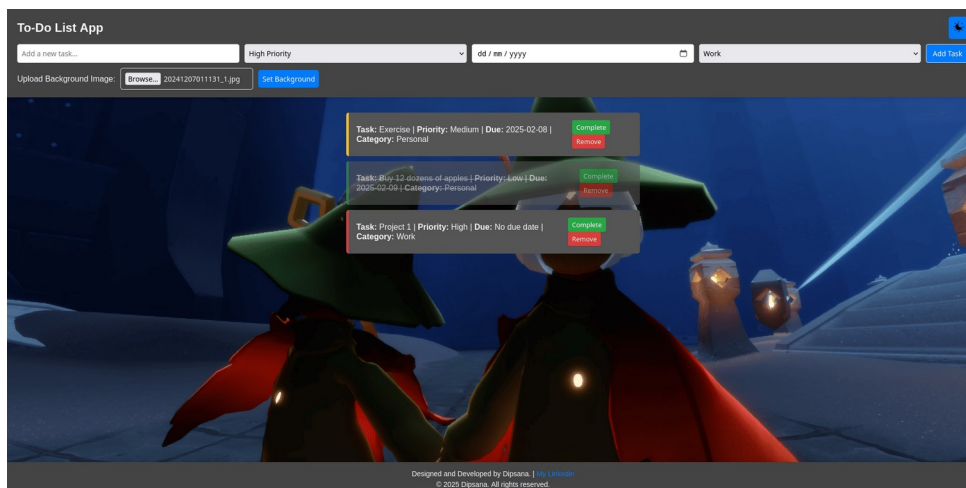 To-Do List App
Add a new task...
High Priority
dd / mm / yyyy
Work
Add Task
Upload Background Image:
Browse...
20241207011131_1.jpg
Set Background
Task: Exercise | Priority: Medium | Due: 2025-02-08 |
Category: Personal
Complete
Remove
Task: Buy 12 dozens of apples | Priority: Low | Due:
2025-02-09 | Category: Personal
Complete
Remove
Task: Project 1 | Priority: High | Due: No due date |
Category: Work
Complete
Remove
Designed and Developed by Dipsana. | My LinkedIn
© 2025 Dipsana. All rights reserved.